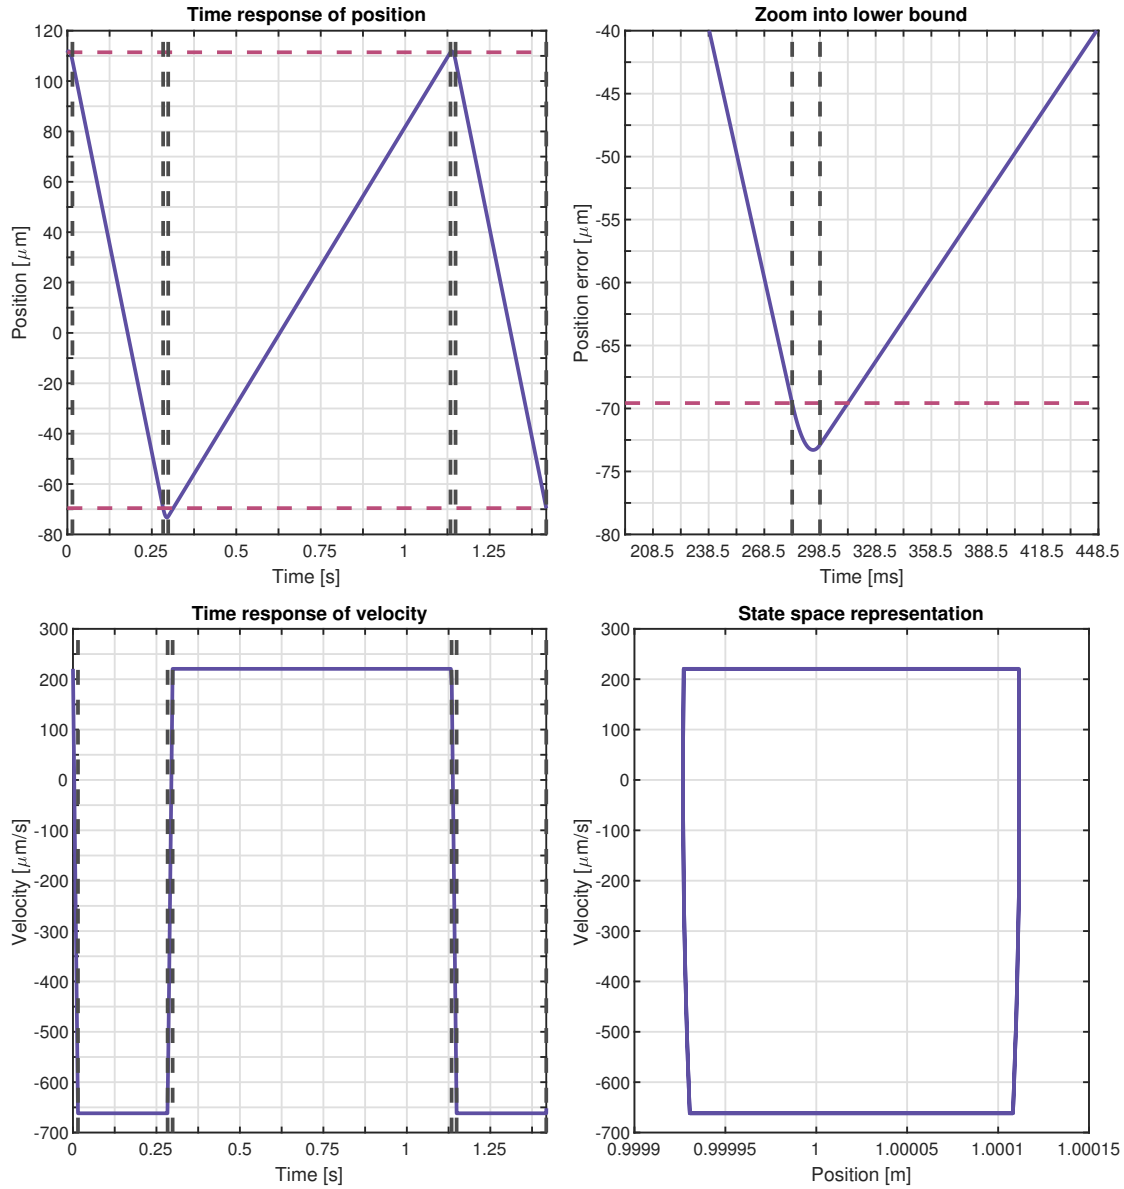 Time response of position
120
100
80
60
40
20
0
-20
-40
-60
-80
Position [μm]
0 0.25 0.5 0.75 1 1.25
Time [s]
Zoom into lower bound
-40
-45
-50
-55
-60
-65
-70
-75
-80
Position error [μm]
208.5 238.5 268.5 298.5 328.5 358.5 388.5 418.5 448.5
Time [ms]
Time response of velocity
300
200
100
0
-100
-200
-300
-400
-500
-600
-700
Velocity [μm/s]
0 0.25 0.5 0.75 1 1.25
Time [s]
State space representation
300
200
100
0
-100
-200
-300
-400
-500
-600
-700
Velocity [μm/s]
0.9999 0.99995 1 1.00005 1.0001 1.00015
Position [m]